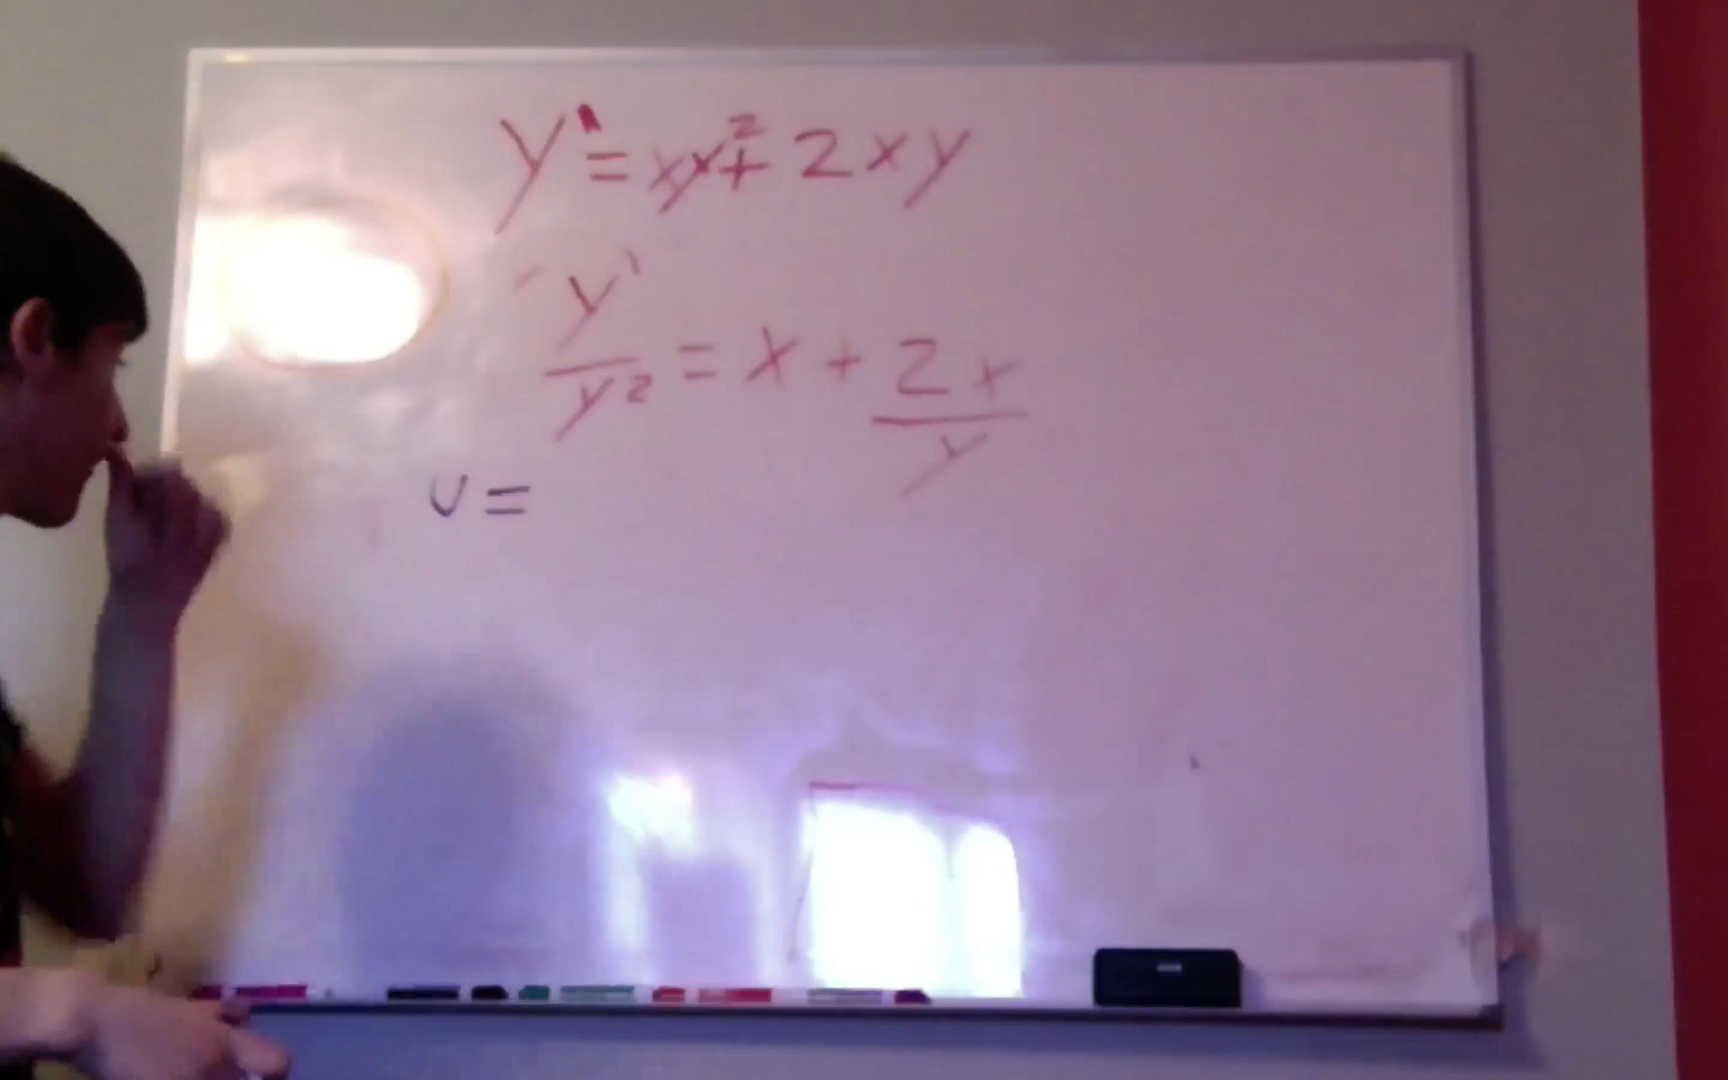 y' = xy² + 2xy
y'/y² = x + 2x/y
u =